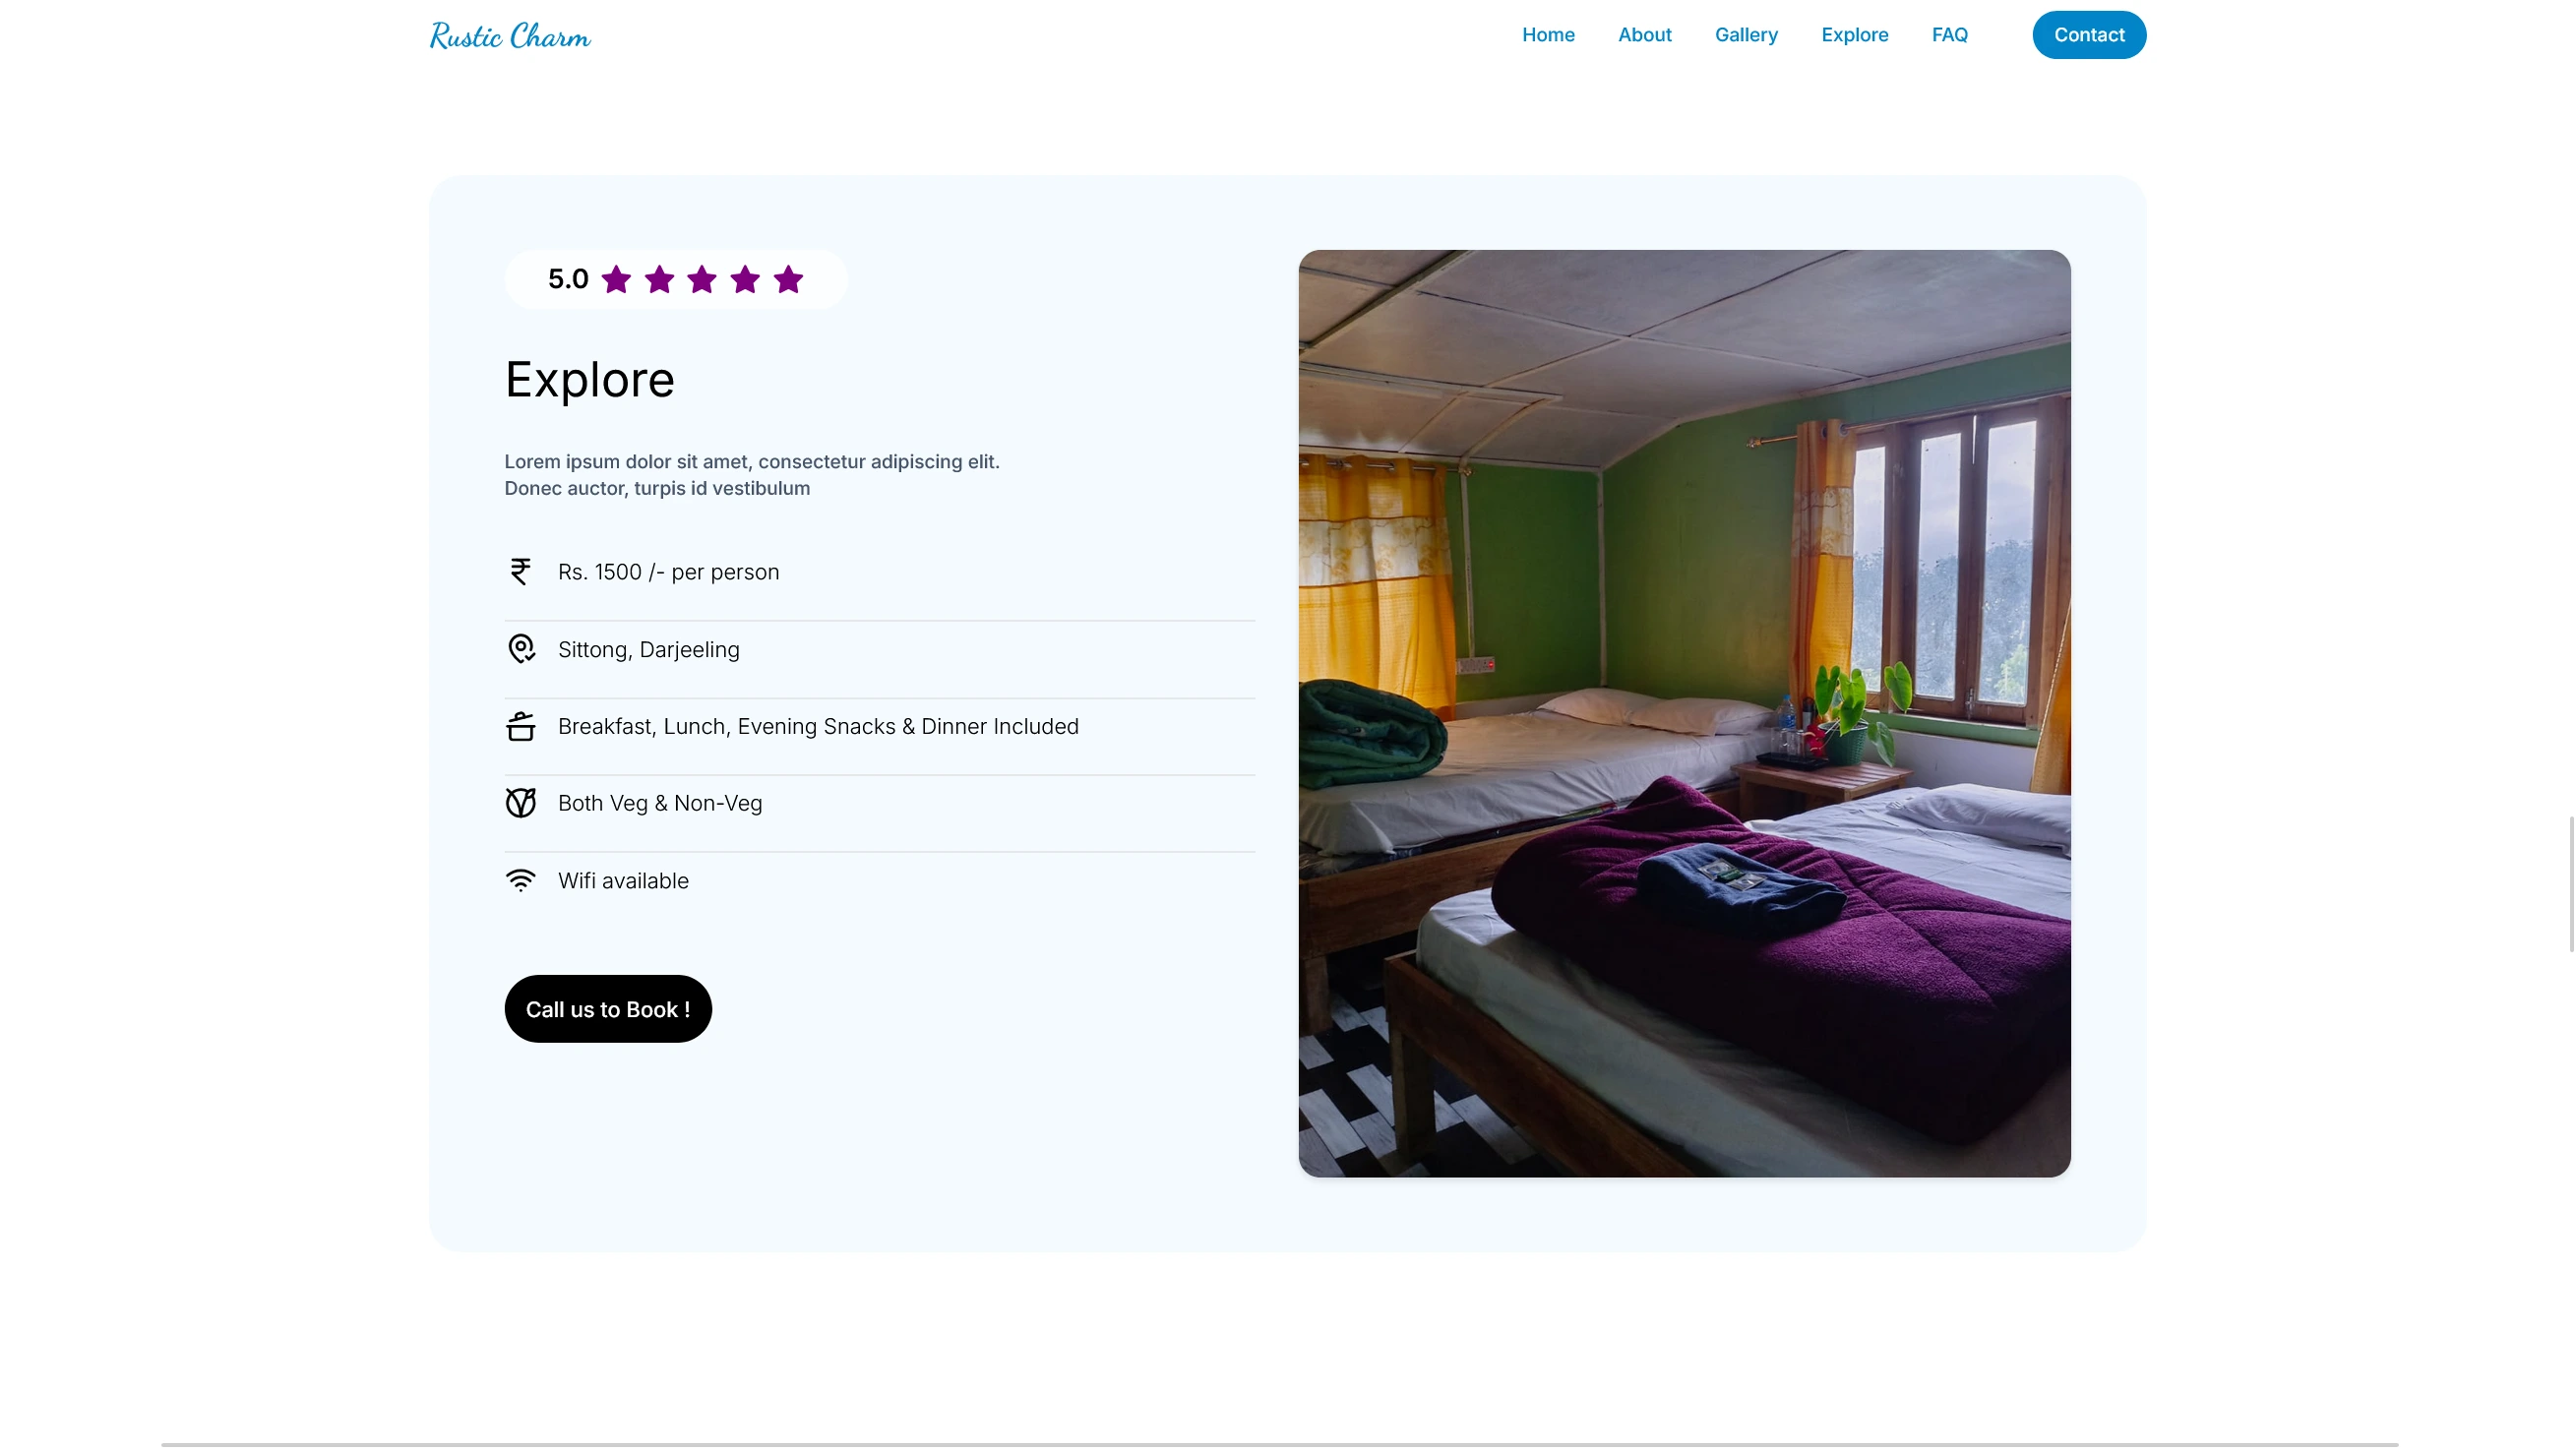 Rustic Charm
Home About Gallery Explore FAQ Contact
5.0
Explore
Lorem ipsum dolor sit amet, consectetur adipiscing elit.
Donec auctor, turpis id vestibulum
Rs. 1500 /- per person
Sittong, Darjeeling
Breakfast, Lunch, Evening Snacks & Dinner Included
Both Veg & Non-Veg
Wifi available
Call us to Book !